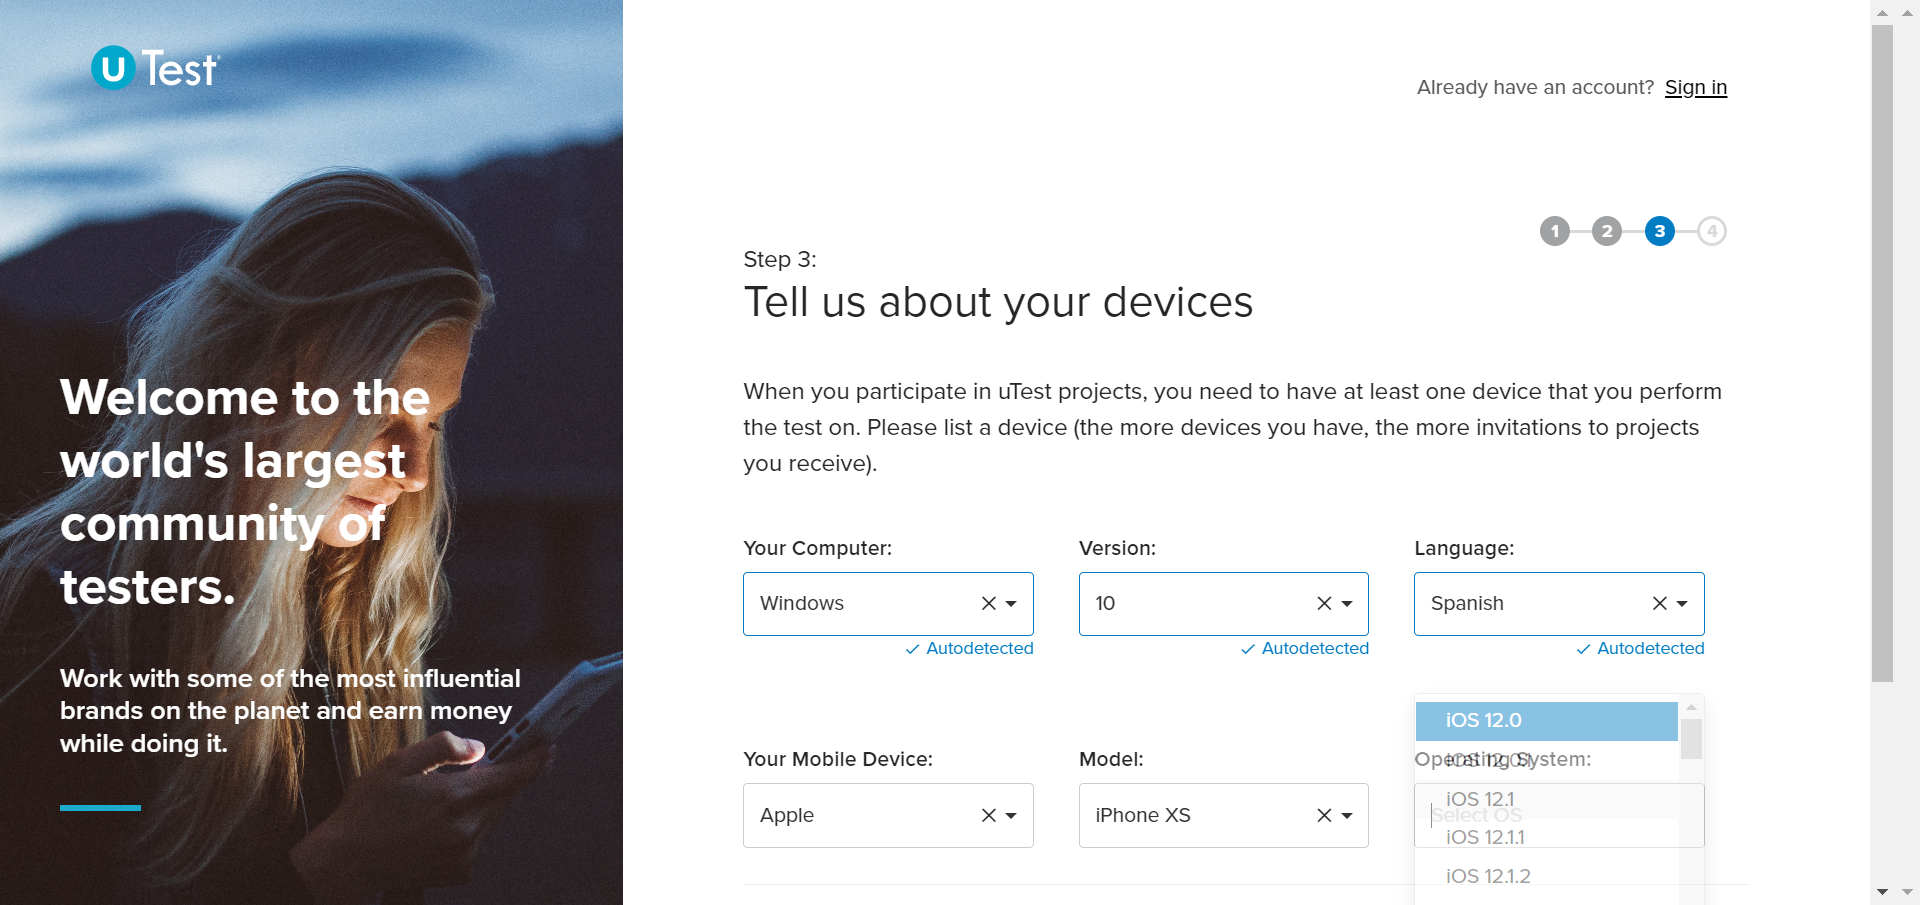 u Test
Already have an account? Sign in
1 2 3 4
Step 3:
Tell us about your devices
Welcome to the
world's largest
community of
testers.
Work with some of the most influential
brands on the planet and earn money
while doing it.
When you participate in uTest projects, you need to have at least one device that you perform
the test on. Please list a device (the more devices you have, the more invitations to projects
you receive).
Your Computer: Version: Language:
Windows 10 Spanish
Autodetected Autodetected Autodetected
iOS 12.0
Your Mobile Device: Model: Operating System:
iOS 12.0.1
iOS 12.1
Apple iPhone XS Select OS
iOS 12.1.1
iOS 12.1.2